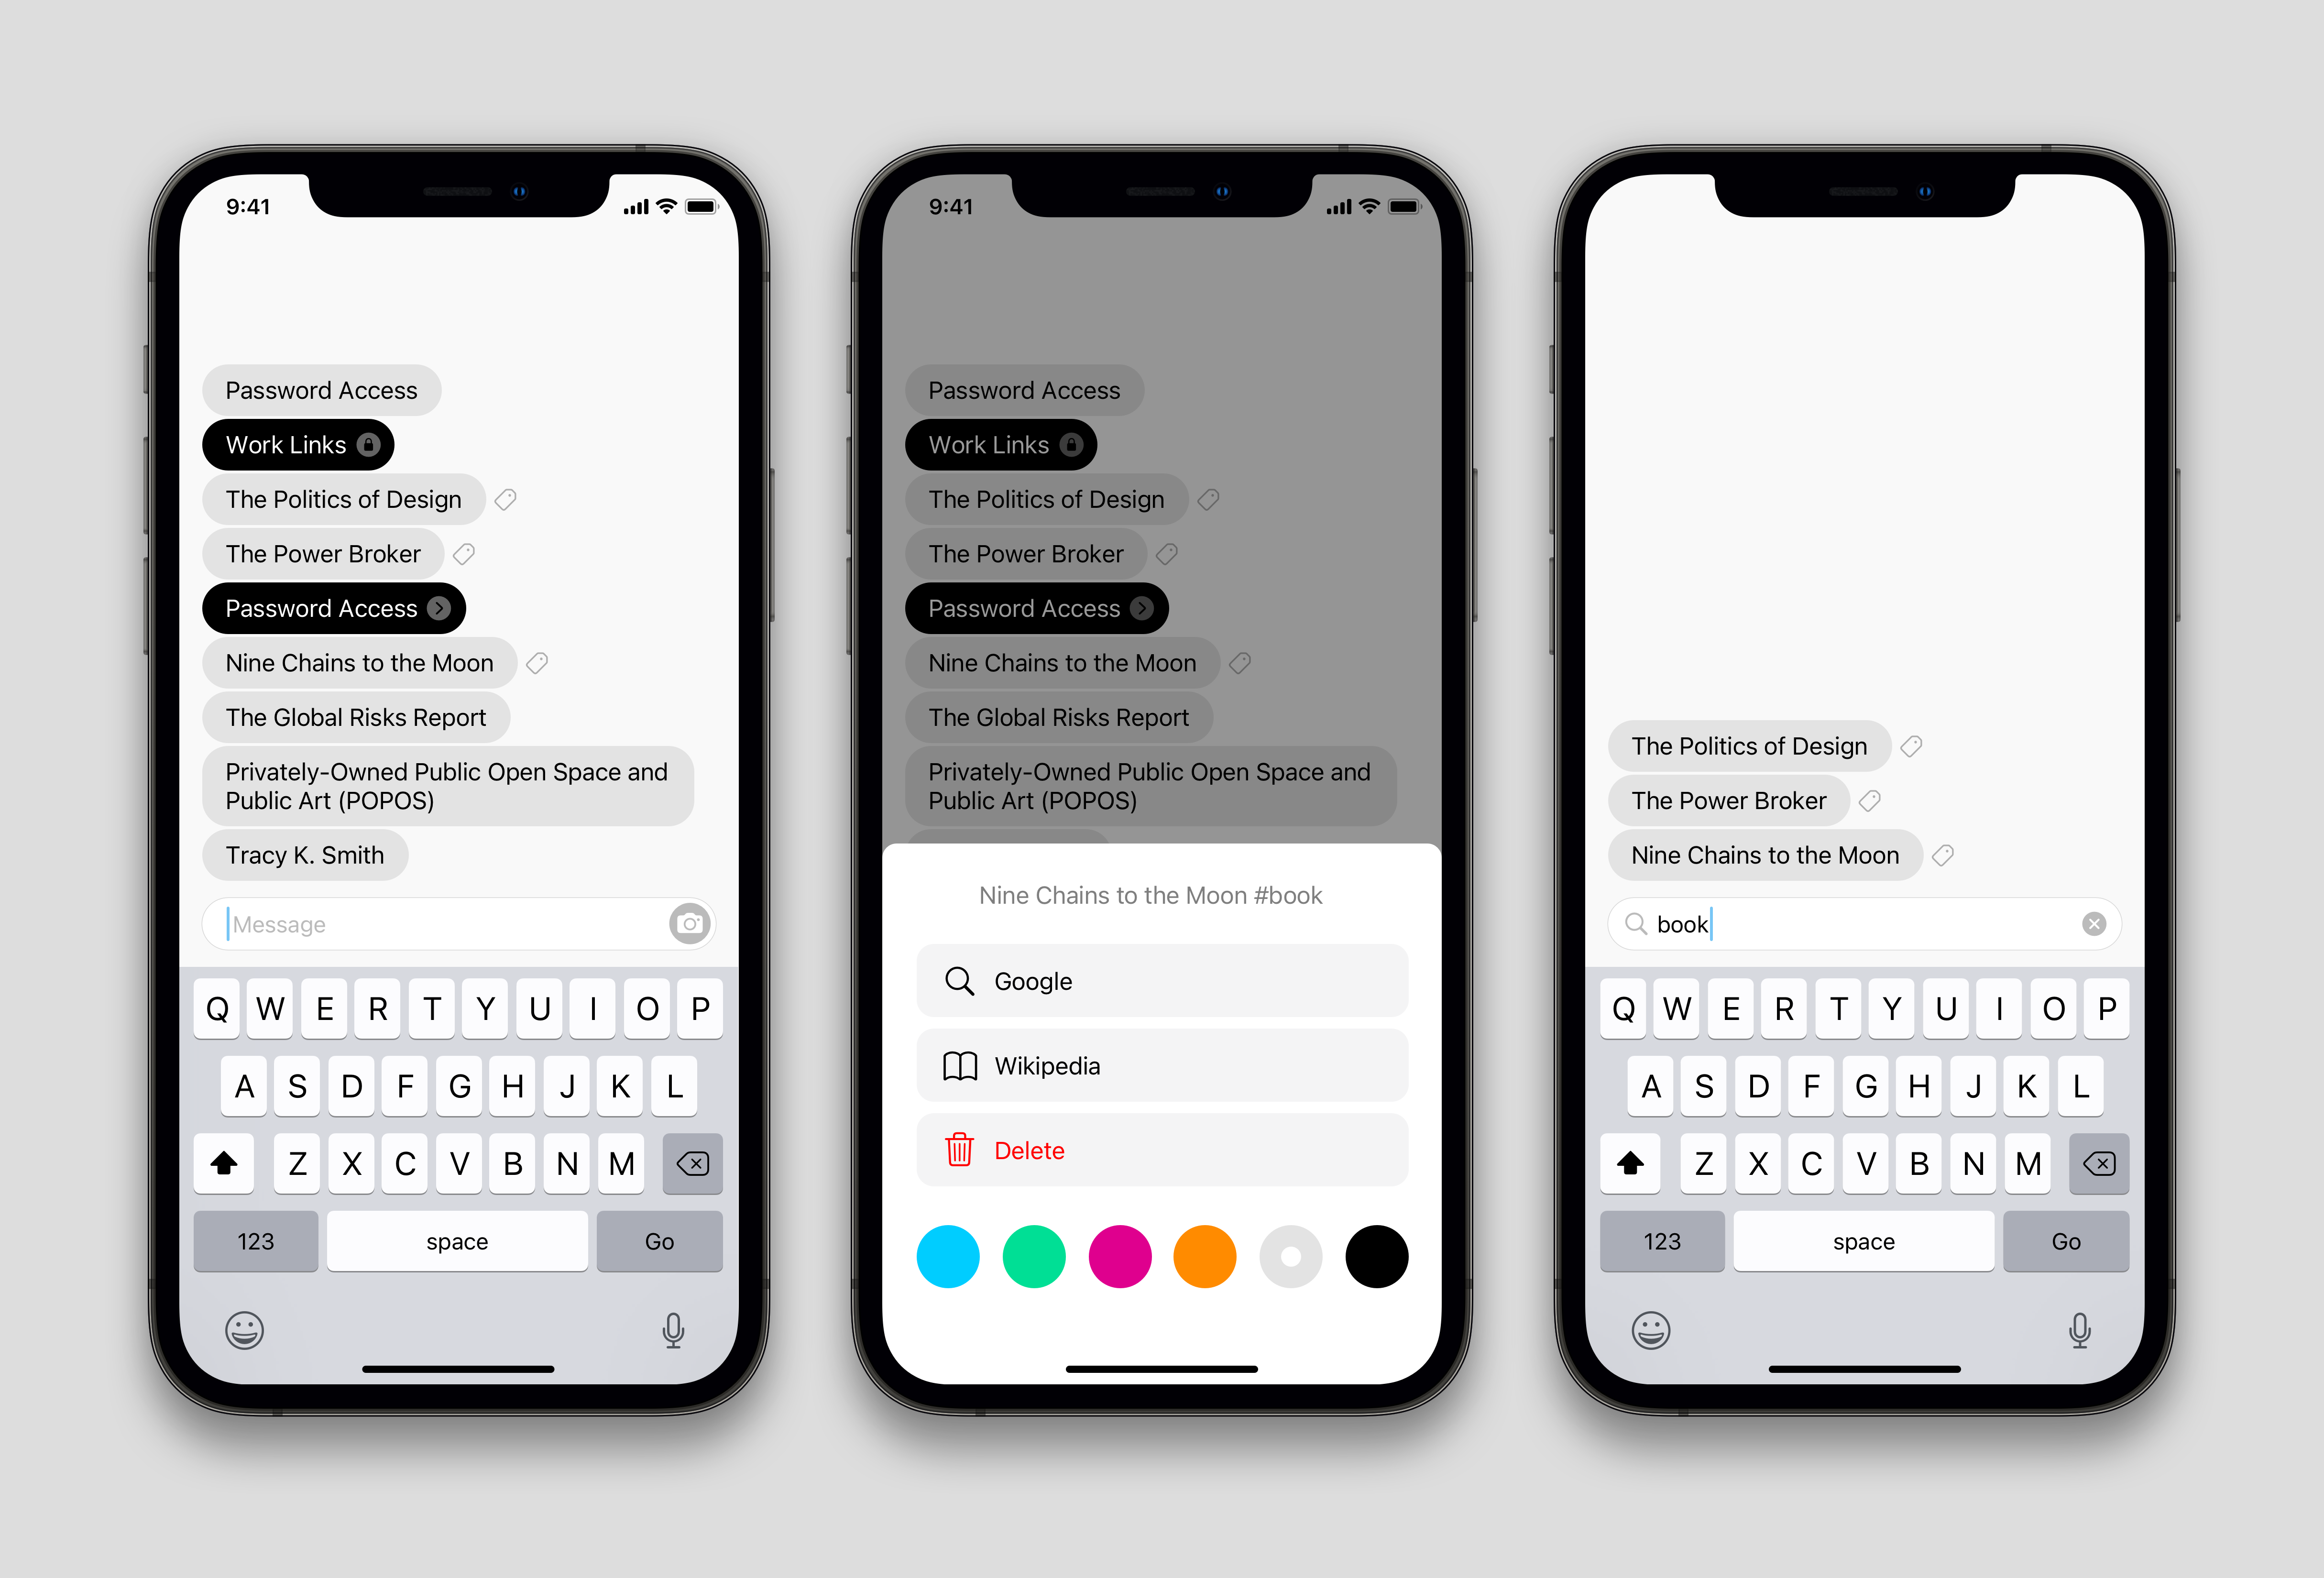 9:41
Password Access
Work Links
The Politics of Design
The Power Broker
Password Access
Nine Chains to the Moon
The Global Risks Report
Privately-Owned Public Open Space and
Public Art (POPOS)
Tracy K. Smith
Message
Q W E R T Y U I O P
A S D F G H J K L
Z X C V B N M
123 space Go
9:41
Password Access
Work Links
The Politics of Design
The Power Broker
Password Access
Nine Chains to the Moon
The Global Risks Report
Privately-Owned Public Open Space and
Public Art (POPOS)
Nine Chains to the Moon #book
Google
Wikipedia
Delete
The Politics of Design
The Power Broker
Nine Chains to the Moon
book
Q W E R T Y U I O P
A S D F G H J K L
Z X C V B N M
123 space Go